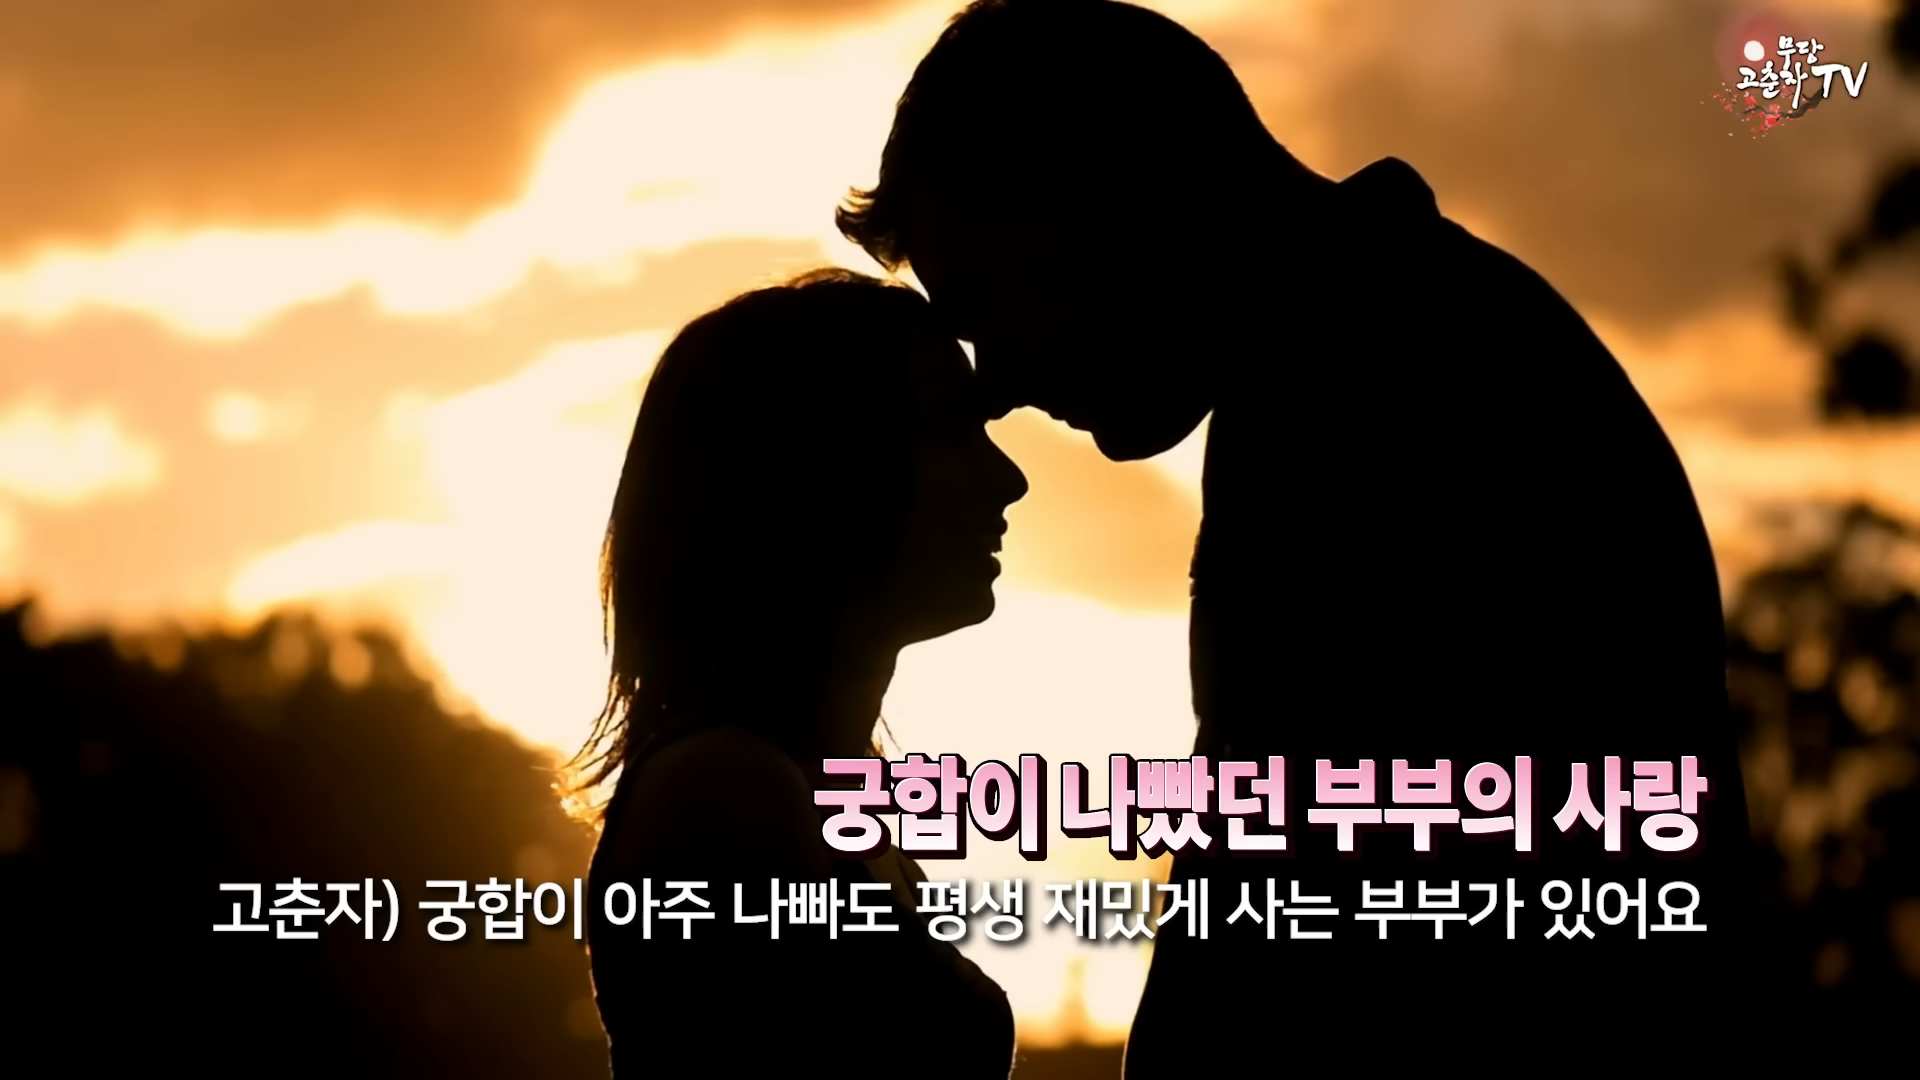 무당
고춘자TV
궁합이 나빴던 부부의 사랑
고춘자) 궁합이 아주 나빠도 평생 재밌게 사는 부부가 있어요